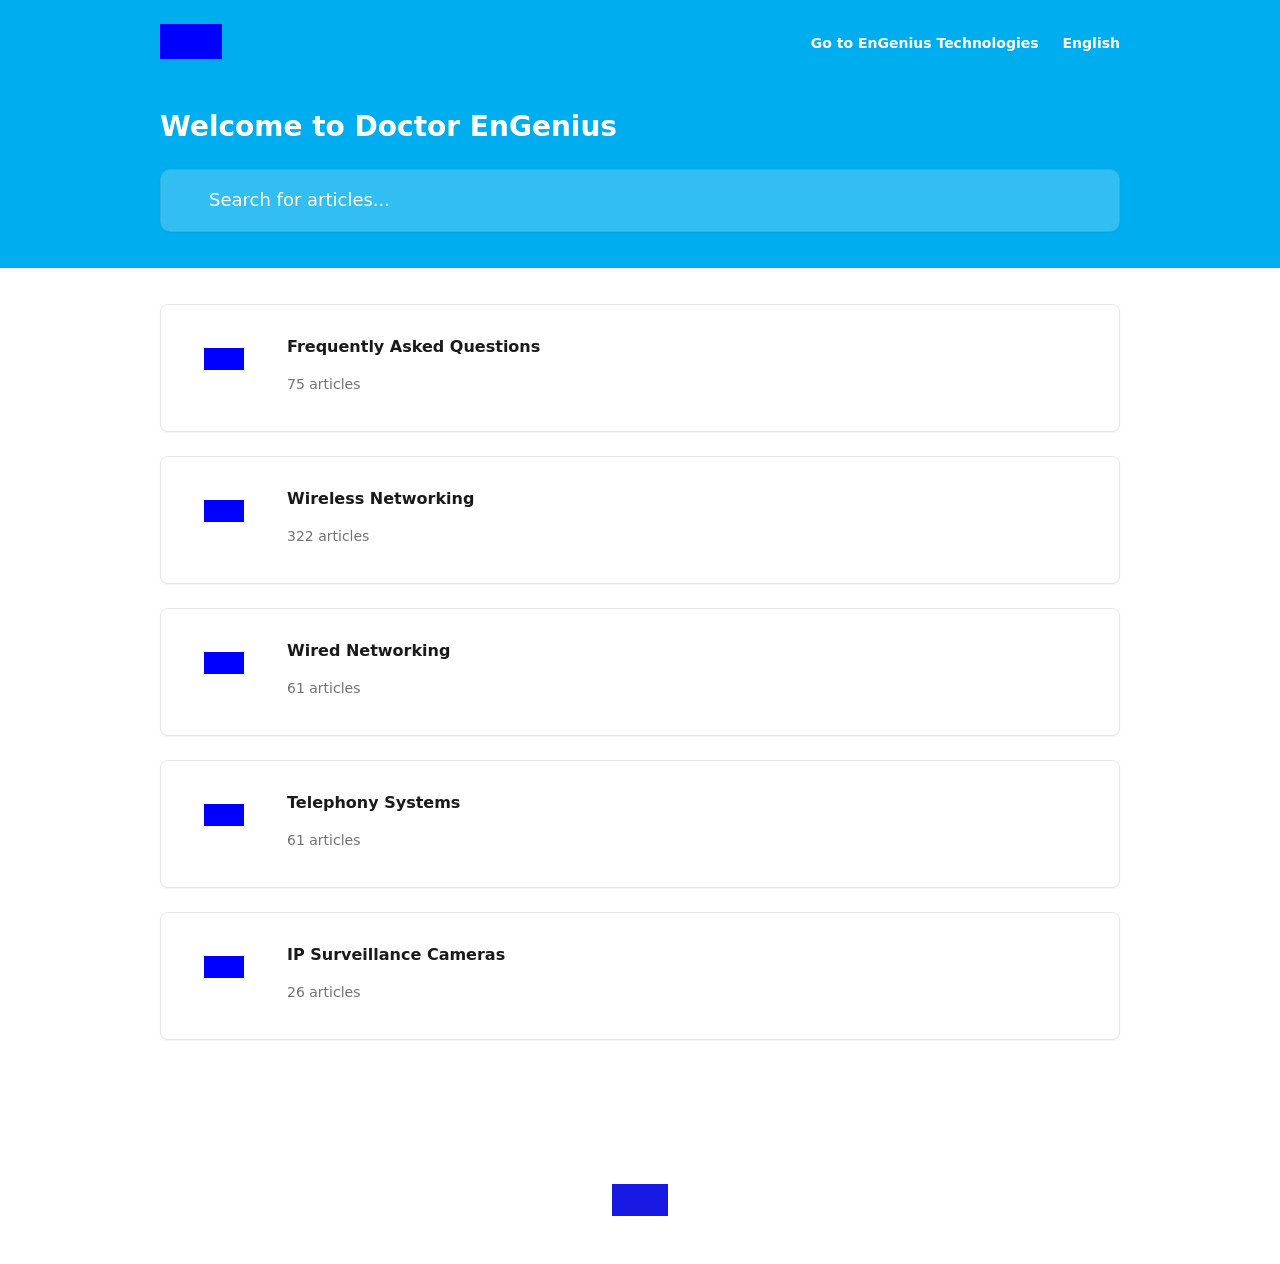 Go to EnGenius Technologies English
Welcome to Doctor EnGenius
Search for articles...
Frequently Asked Questions
75 articles
Wireless Networking
322 articles
Wired Networking
61 articles
Telephony Systems
61 articles
IP Surveillance Cameras
26 articles